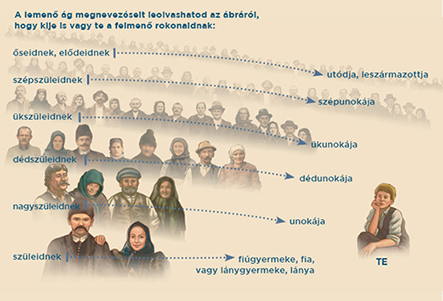 A lemenő ág megnevezéseit leolvashatod az ábráról,
hogy kije is vagy te a felmenő rokonaidnak:
őseidnek, elődeidnek
utódja, leszármazottja
szépszüleidnek
szépunokája
ükszüleidnek
ükunokája
dédszüleidnek
dédunokája
nagyszüleidnek
unokája
szüleidnek
fiúgyermeke, fia,
vagy lánygyermeke, lánya
TE